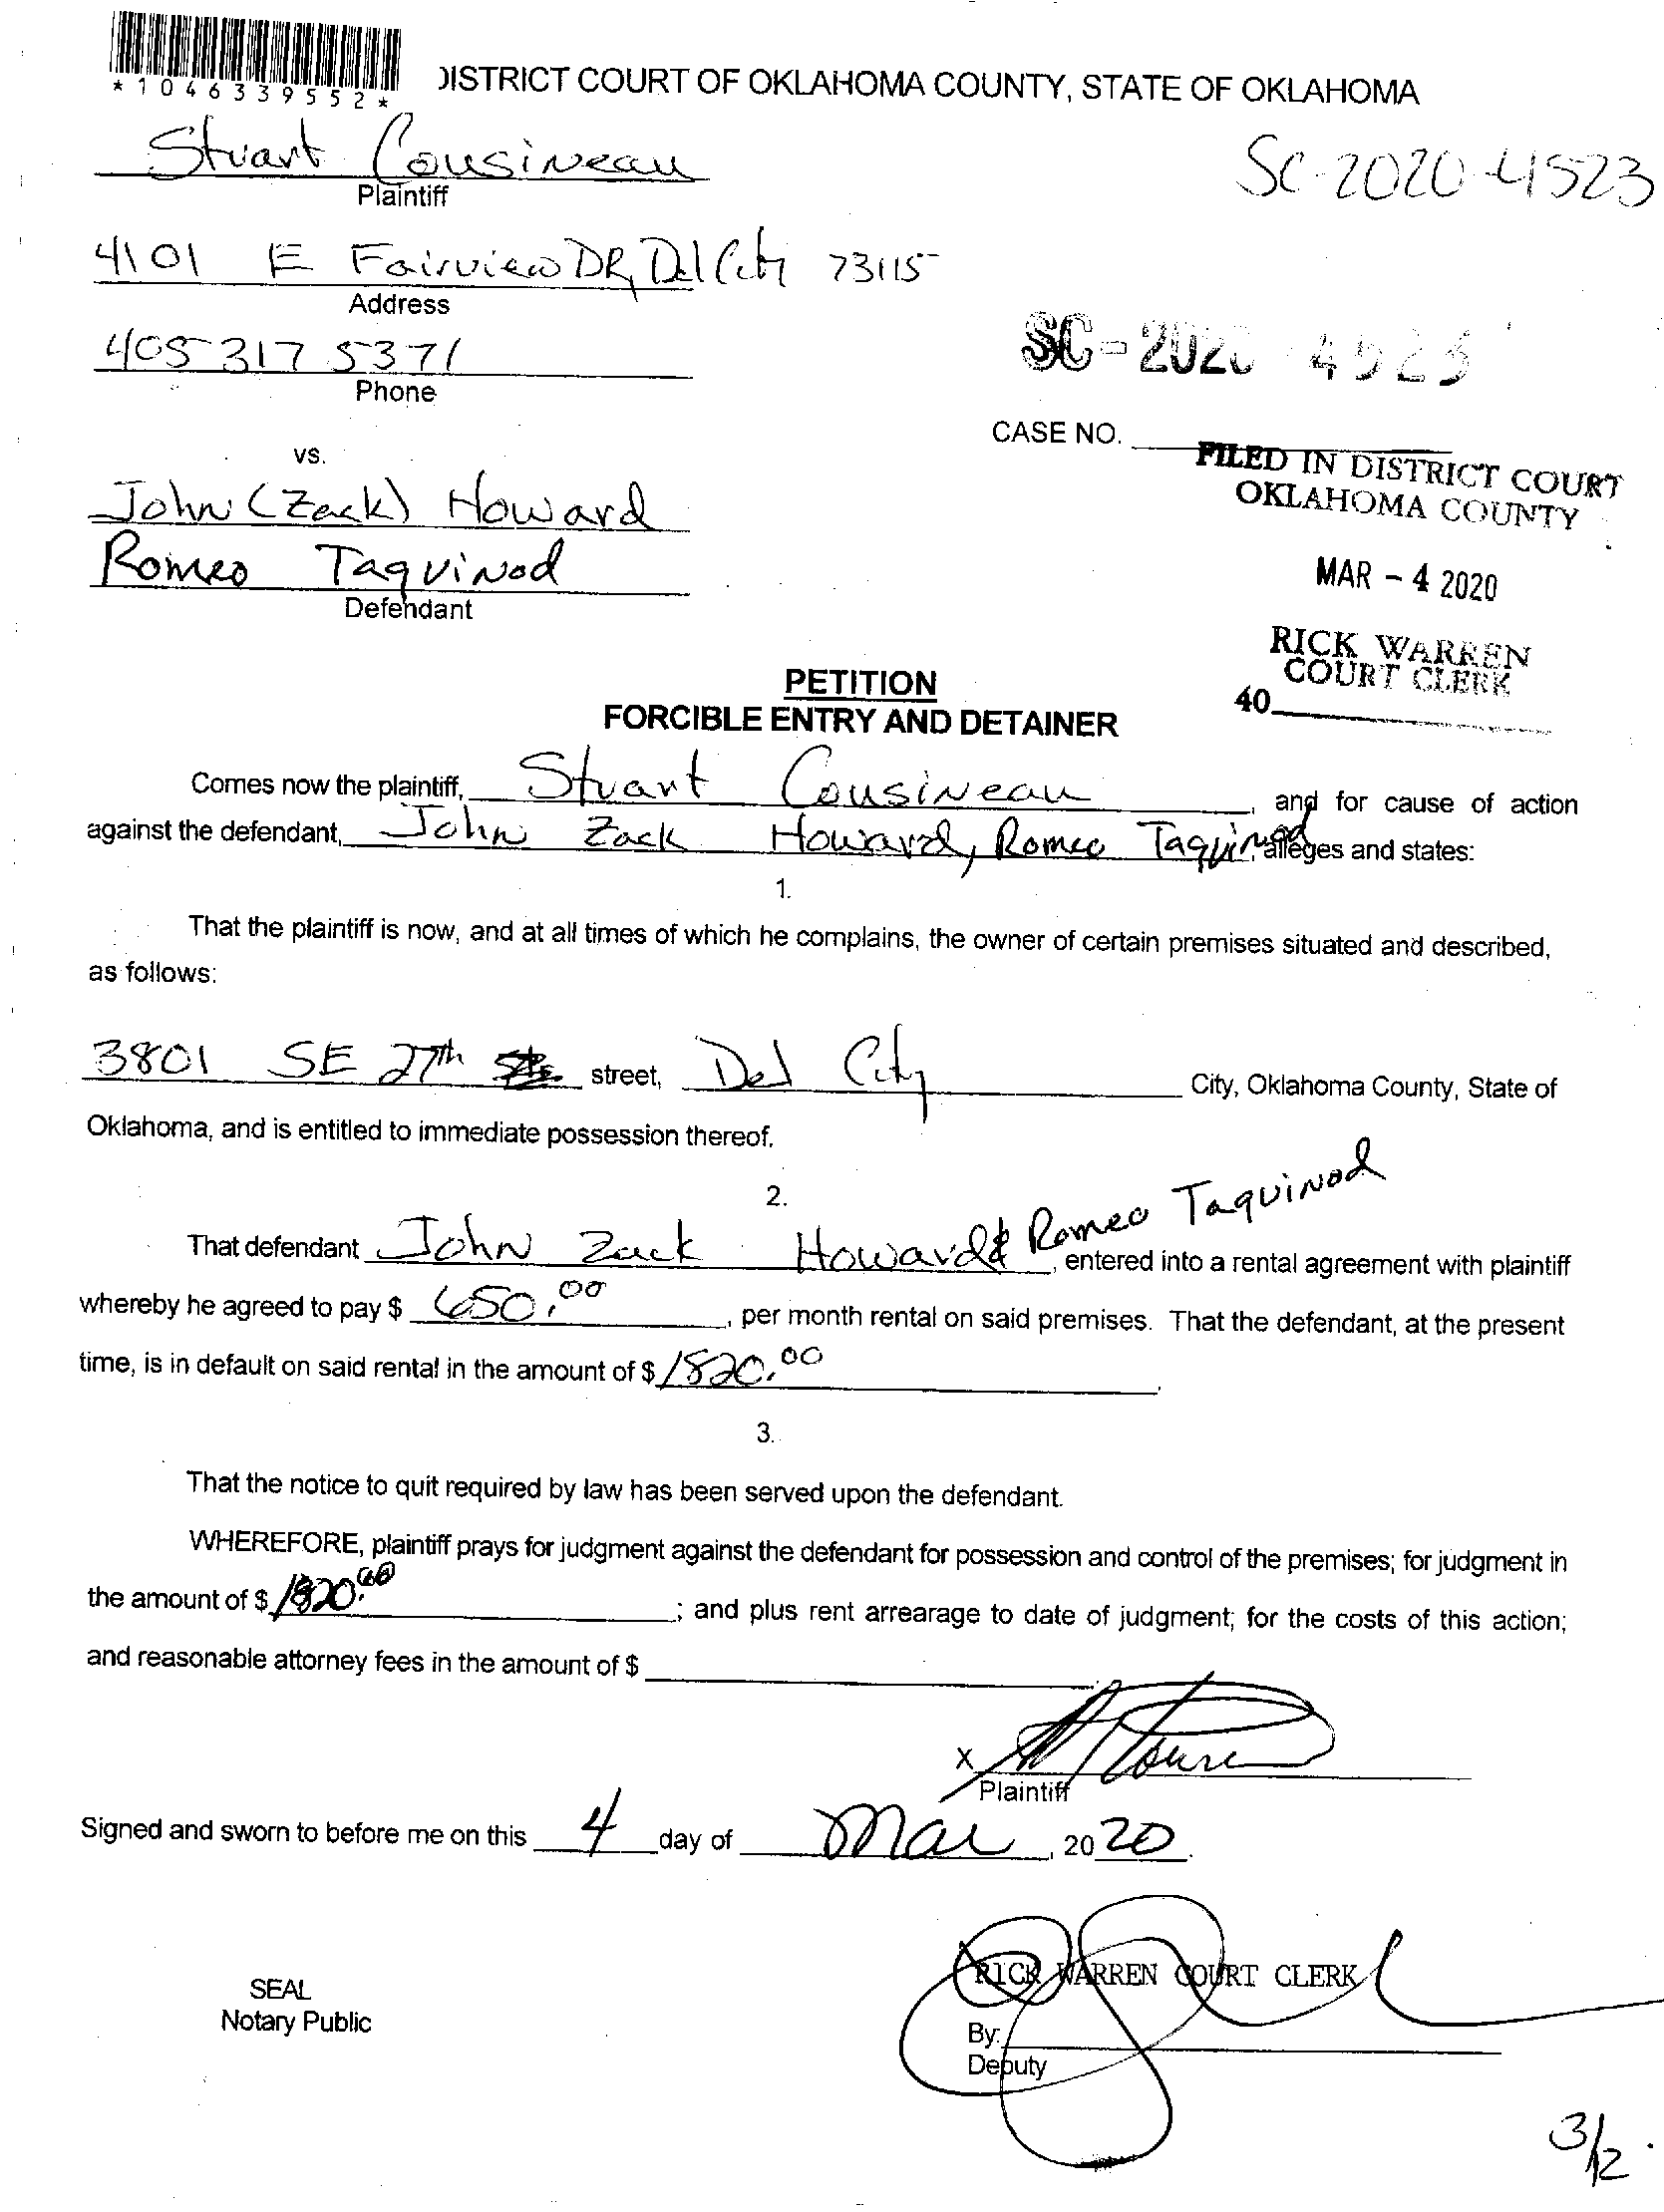 *1046339552*
DISTRICT COURT OF OKLAHOMA COUNTY, STATE OF OKLAHOMA
Stuart Cousineau
Plaintiff
SC-2020-4523
4101 E Fairview DR, Del City 73115
Address
405 317 5371
Phone
SC-2020 4523
CASE NO.
vs.
FILED IN DISTRICT COURT
OKLAHOMA COUNTY
John (Zack) Howard
Romeo Taquinod
Defendant
MAR - 4 2020
RICK WARREN
COURT CLERK
40
PETITION
FORCIBLE ENTRY AND DETAINER
Comes now the plaintiff, Stuart Cousineau, and for cause of action
against the defendant, John Zack Howard, Romeo Taquinod, alleges and states:
1.
That the plaintiff is now, and at all times of which he complains, the owner of certain premises situated and described,
as follows:
3801 SE 27th street, Del City City, Oklahoma County, State of
Oklahoma, and is entitled to immediate possession thereof.
2.
That defendant John Zack Howard & Romeo Taquinod, entered into a rental agreement with plaintiff
whereby he agreed to pay $ 650.00, per month rental on said premises. That the defendant, at the present
time, is in default on said rental in the amount of $ 1820.00.
3.
That the notice to quit required by law has been served upon the defendant.
WHEREFORE, plaintiff prays for judgment against the defendant for possession and control of the premises; for judgment in
the amount of $ 1820.00; and plus rent arrearage to date of judgment; for the costs of this action;
and reasonable attorney fees in the amount of $
X
Plaintiff
Signed and sworn to before me on this 4 day of Mar, 2020.
RICK WARREN COURT CLERK
SEAL
Notary Public
By:
Deputy
3/12